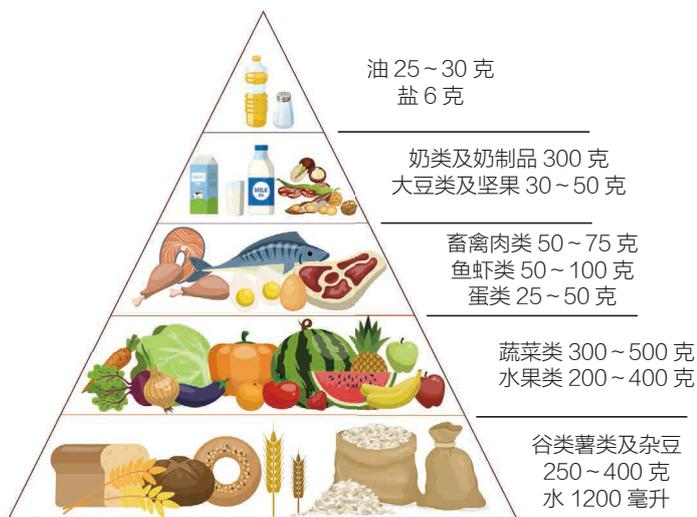 油 25~30 克
盐 6 克
奶类及奶制品 300 克
大豆类及坚果 30~50 克
畜禽肉类 50~75 克
鱼虾类 50~100 克
蛋类 25~50 克
蔬菜类 300~500 克
水果类 200~400 克
谷类薯类及杂豆
250~400 克
水 1200 毫升
MILK